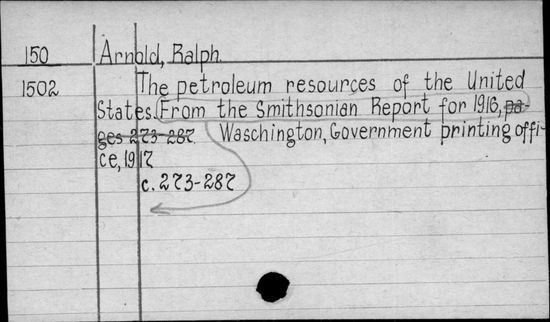 150 Arnold, Ralph.
1502 The petroleum resources of the United
States. From the Smithsonian Report for 1916, pa-
ges 273-287. Waschington, Government printing offi-
ce, 1917
c. 273-287